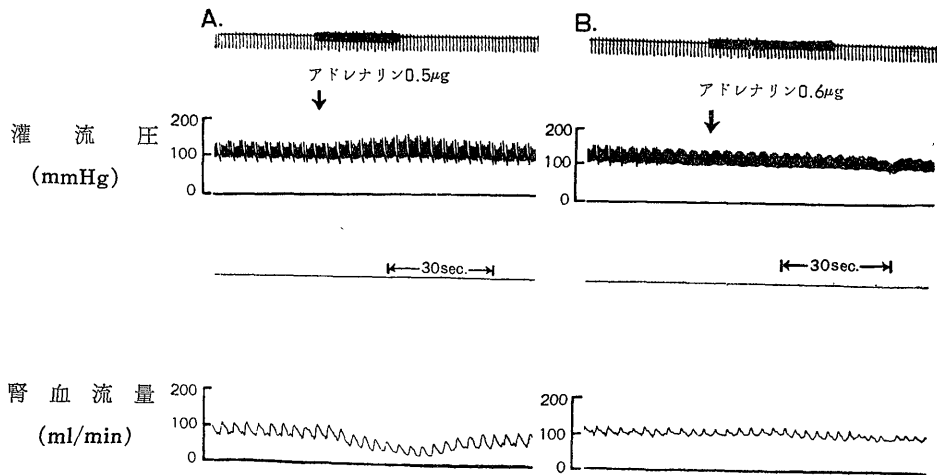 A.
B.
アドレナリン0.5μg
アドレナリン0.6μg
灌流圧
(mmHg)
200
100
0
200
100
0
30sec.
30sec.
腎血流量
(ml/min)
200
100
0
200
100
0